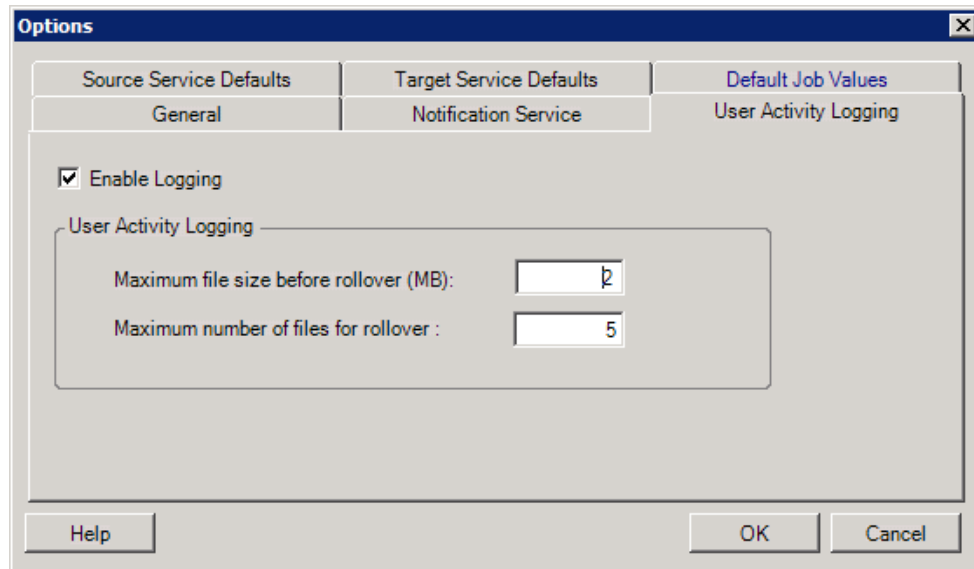 Options
Source Service Defaults
Target Service Defaults
Default Job Values
General
Notification Service
User Activity Logging
Enable Logging
User Activity Logging
Maximum file size before rollover (MB): 2
Maximum number of files for rollover : 5
Help
OK
Cancel